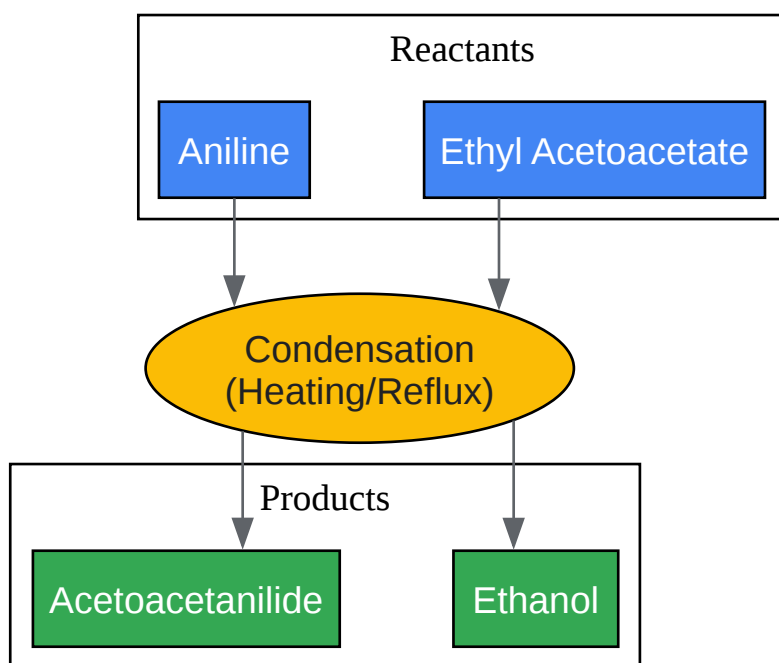 Reactants
Aniline
Ethyl Acetoacetate
Condensation
(Heating/Reflux)
Products
Acetoacetanilide
Ethanol